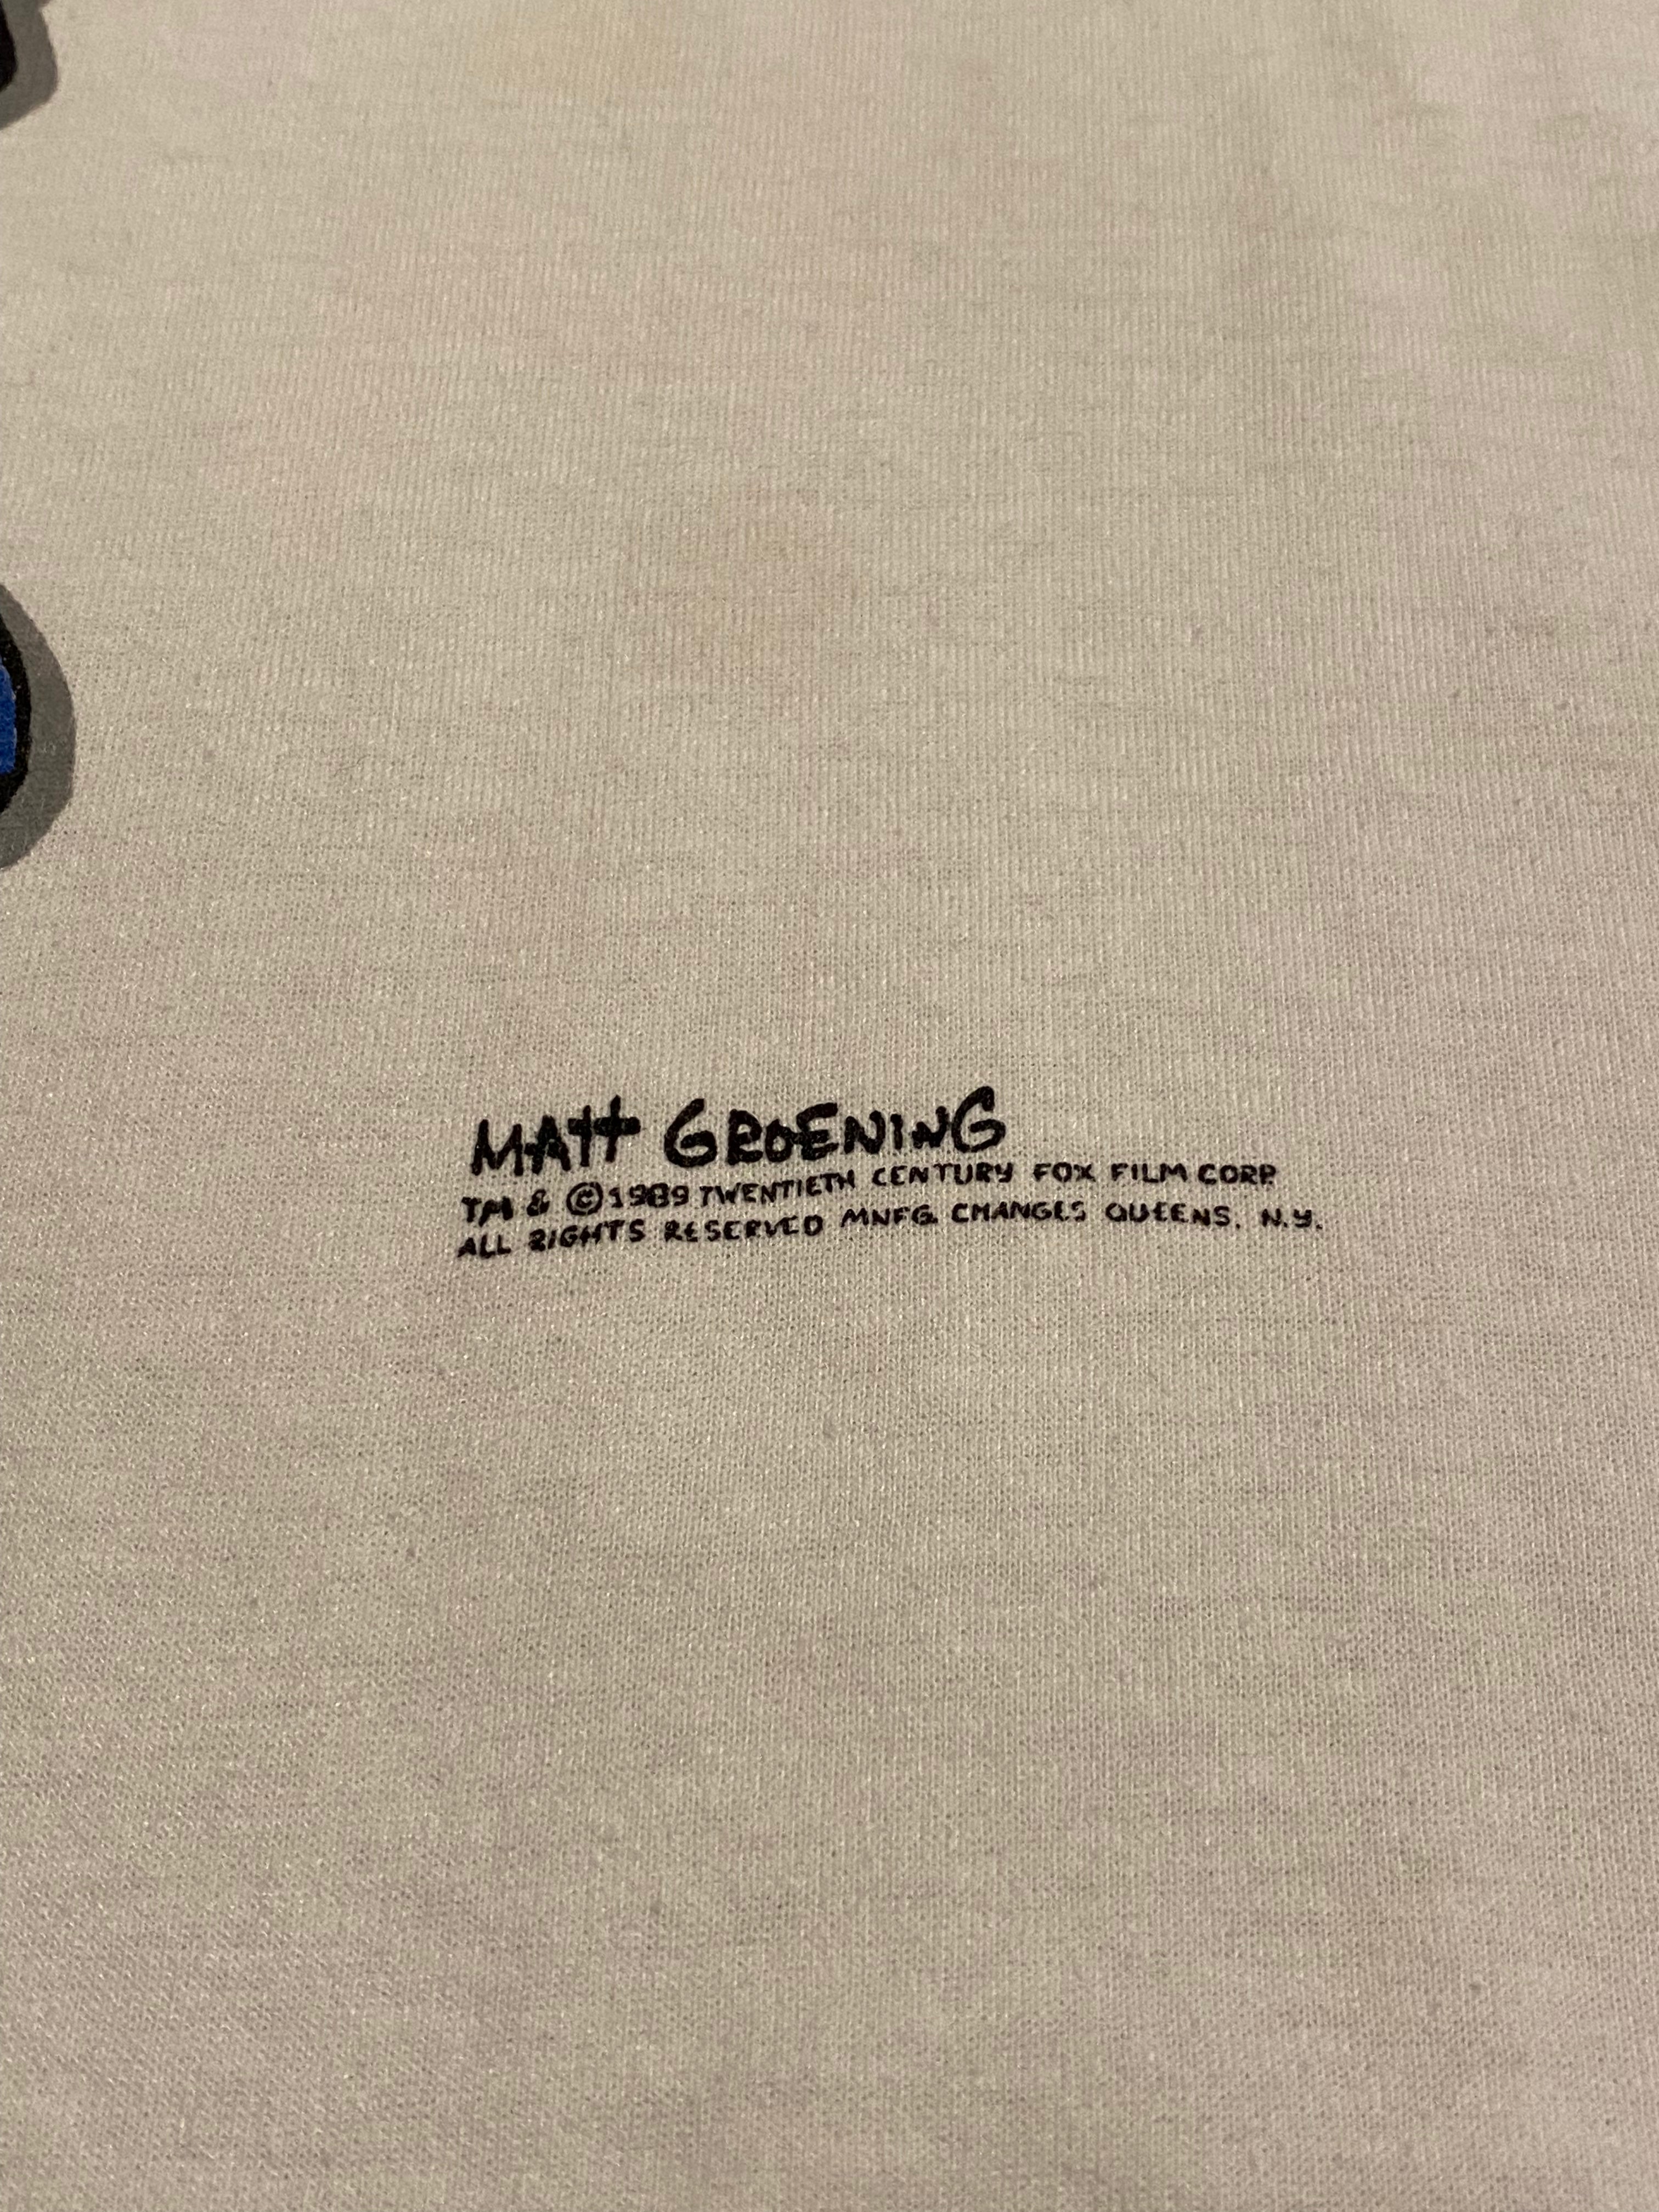 MATT GROENING
TM & ©1989 TWENTIETH CENTURY FOX FILM CORP.
ALL RIGHTS RESERVED MNFG. CHANGES QUEENS, N.Y.